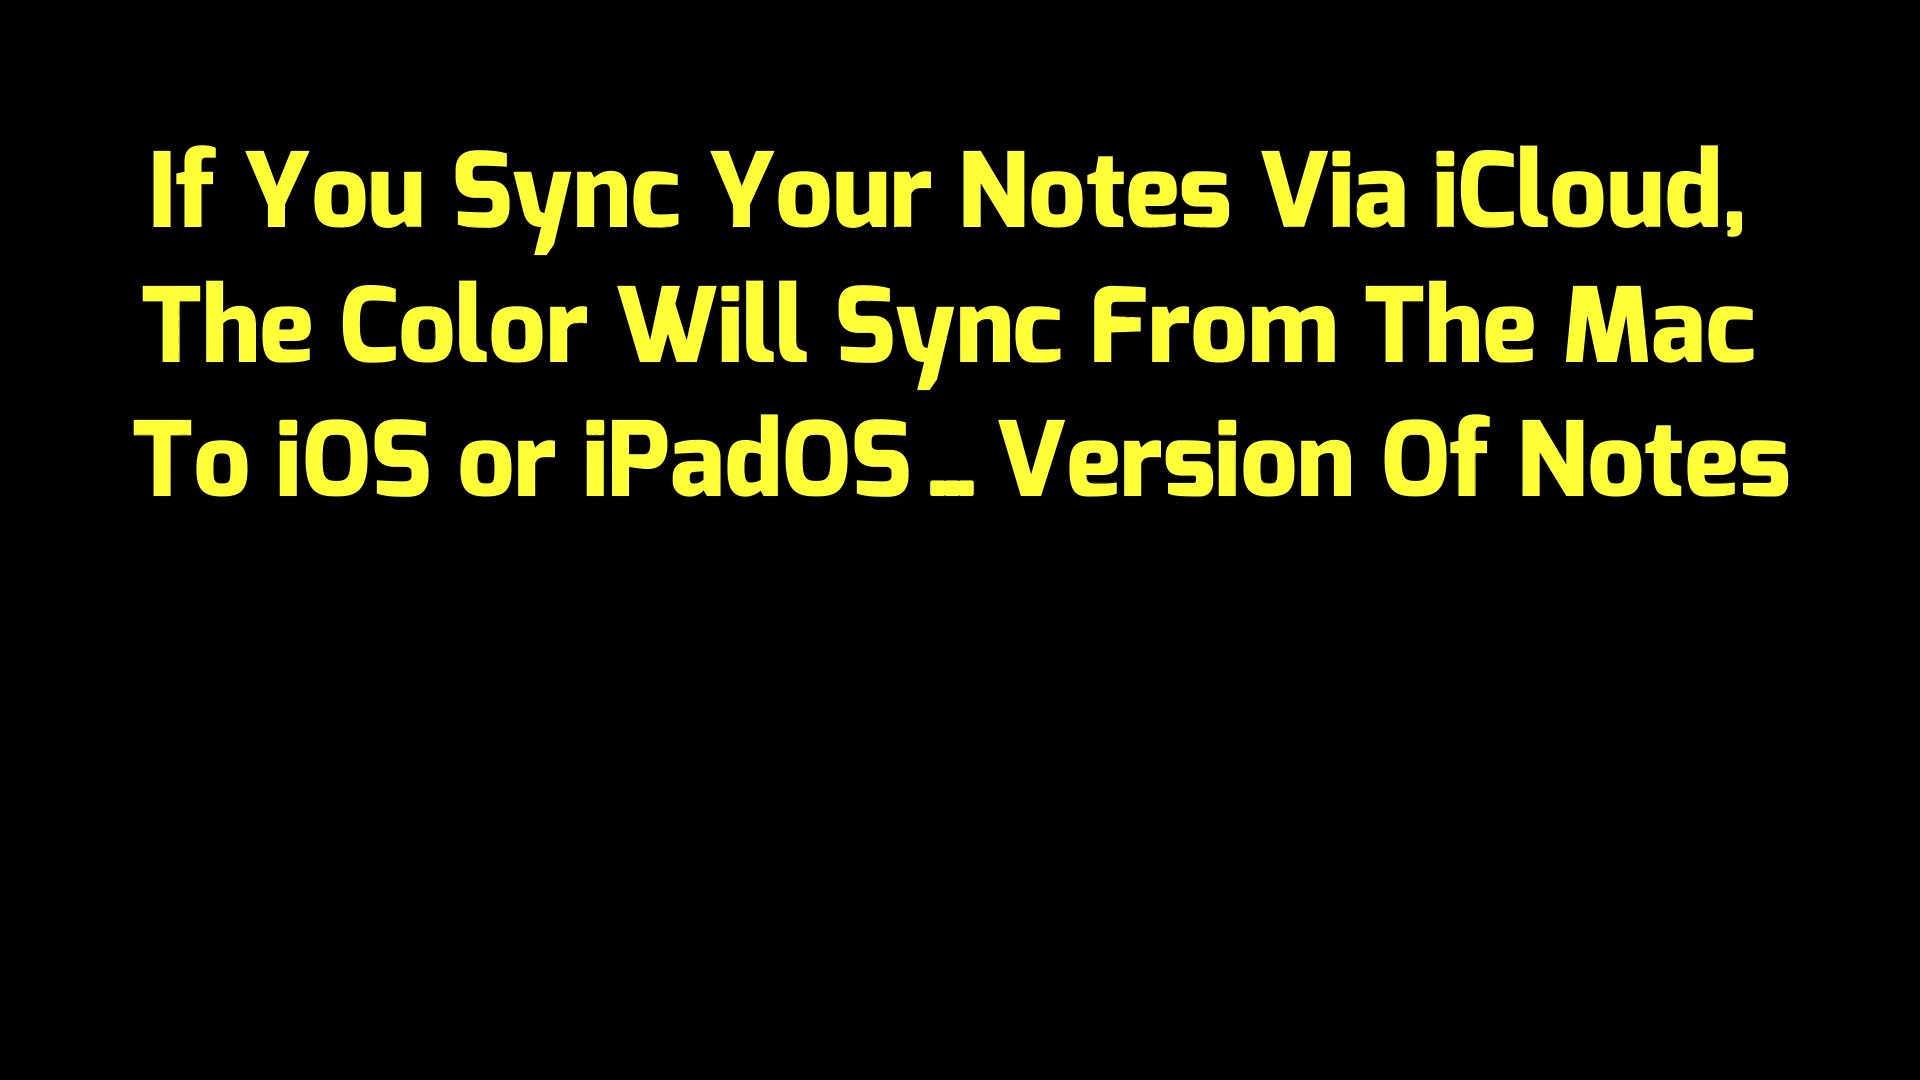 If You Sync Your Notes Via iCloud,
The Color Will Sync From The Mac
To iOS or iPadOS ... Version Of Notes